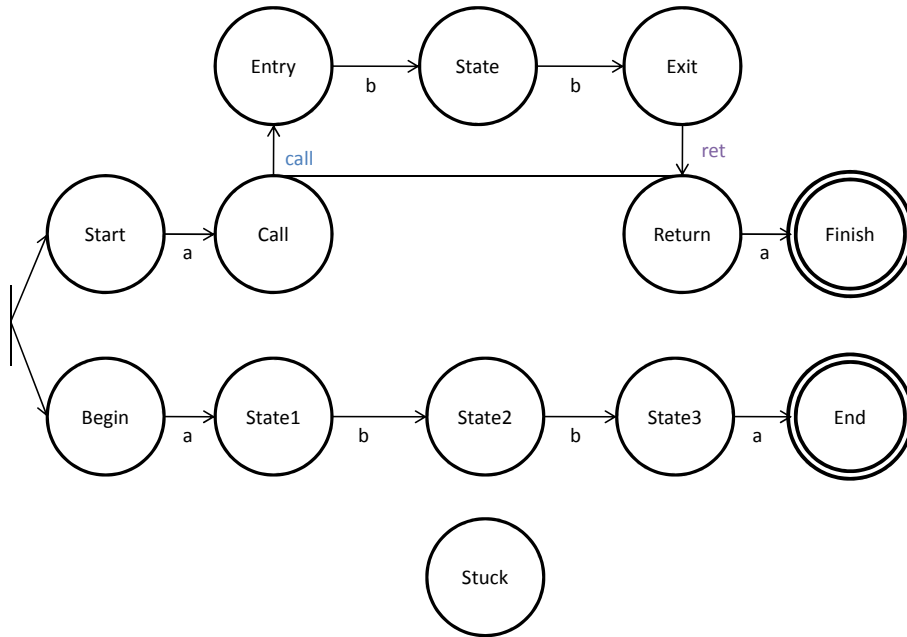 Entry
State
Exit
b
b
call
ret
Start
Call
Return
Finish
a
a
Begin
State1
State2
State3
End
a
b
b
a
Stuck